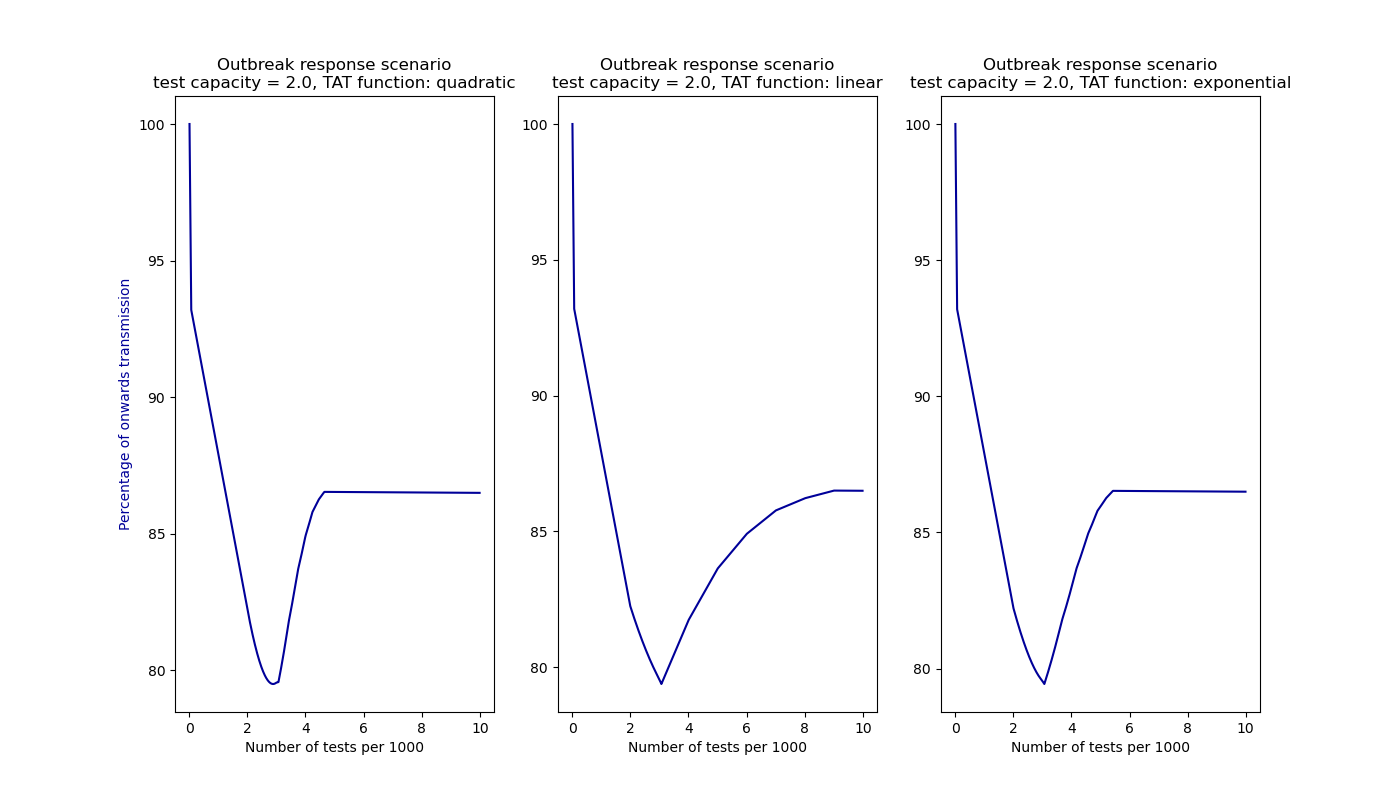 Outbreak response scenario
test capacity = 2.0, TAT function: quadratic
Percentage of onwards transmission
100
95
90
85
80
0 2 4 6 8 10
Number of tests per 1000
Outbreak response scenario
test capacity = 2.0, TAT function: linear
100
95
90
85
80
0 2 4 6 8 10
Number of tests per 1000
Outbreak response scenario
test capacity = 2.0, TAT function: exponential
100
95
90
85
80
0 2 4 6 8 10
Number of tests per 1000